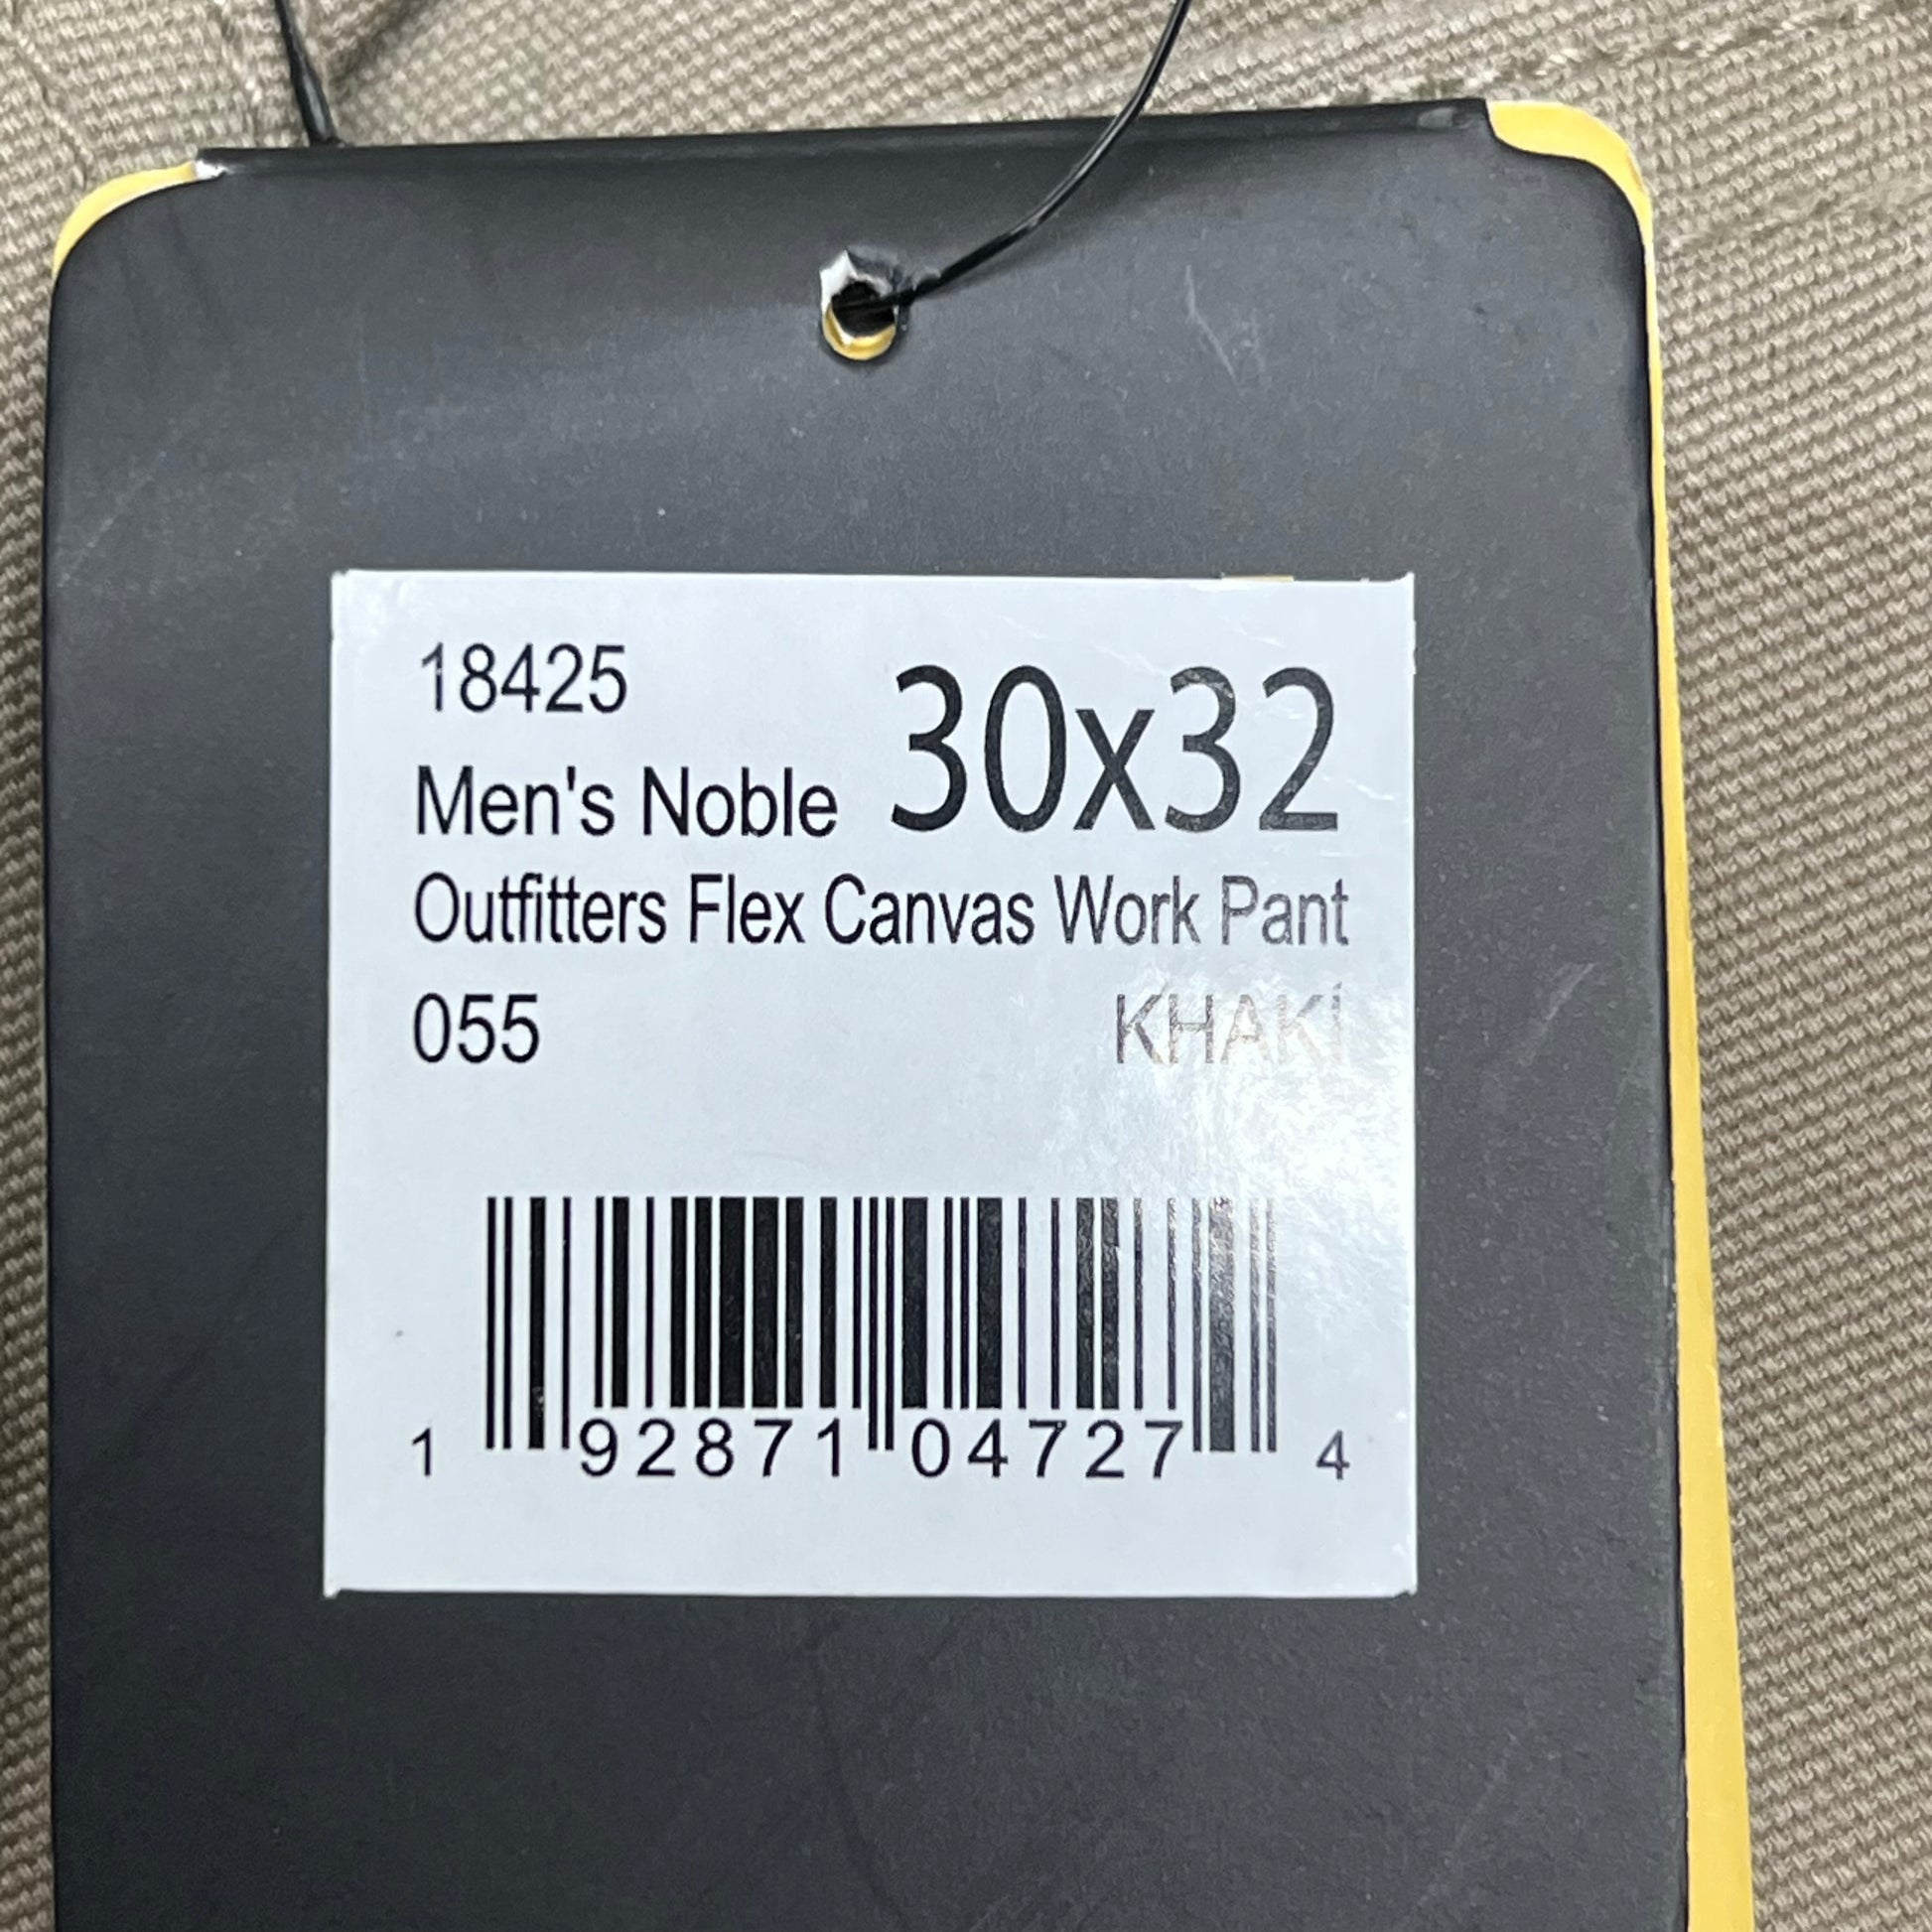 18425
30x32
Men's Noble
Outfitters Flex Canvas Work Pant
055 KHAKI
1 92871 04727 4